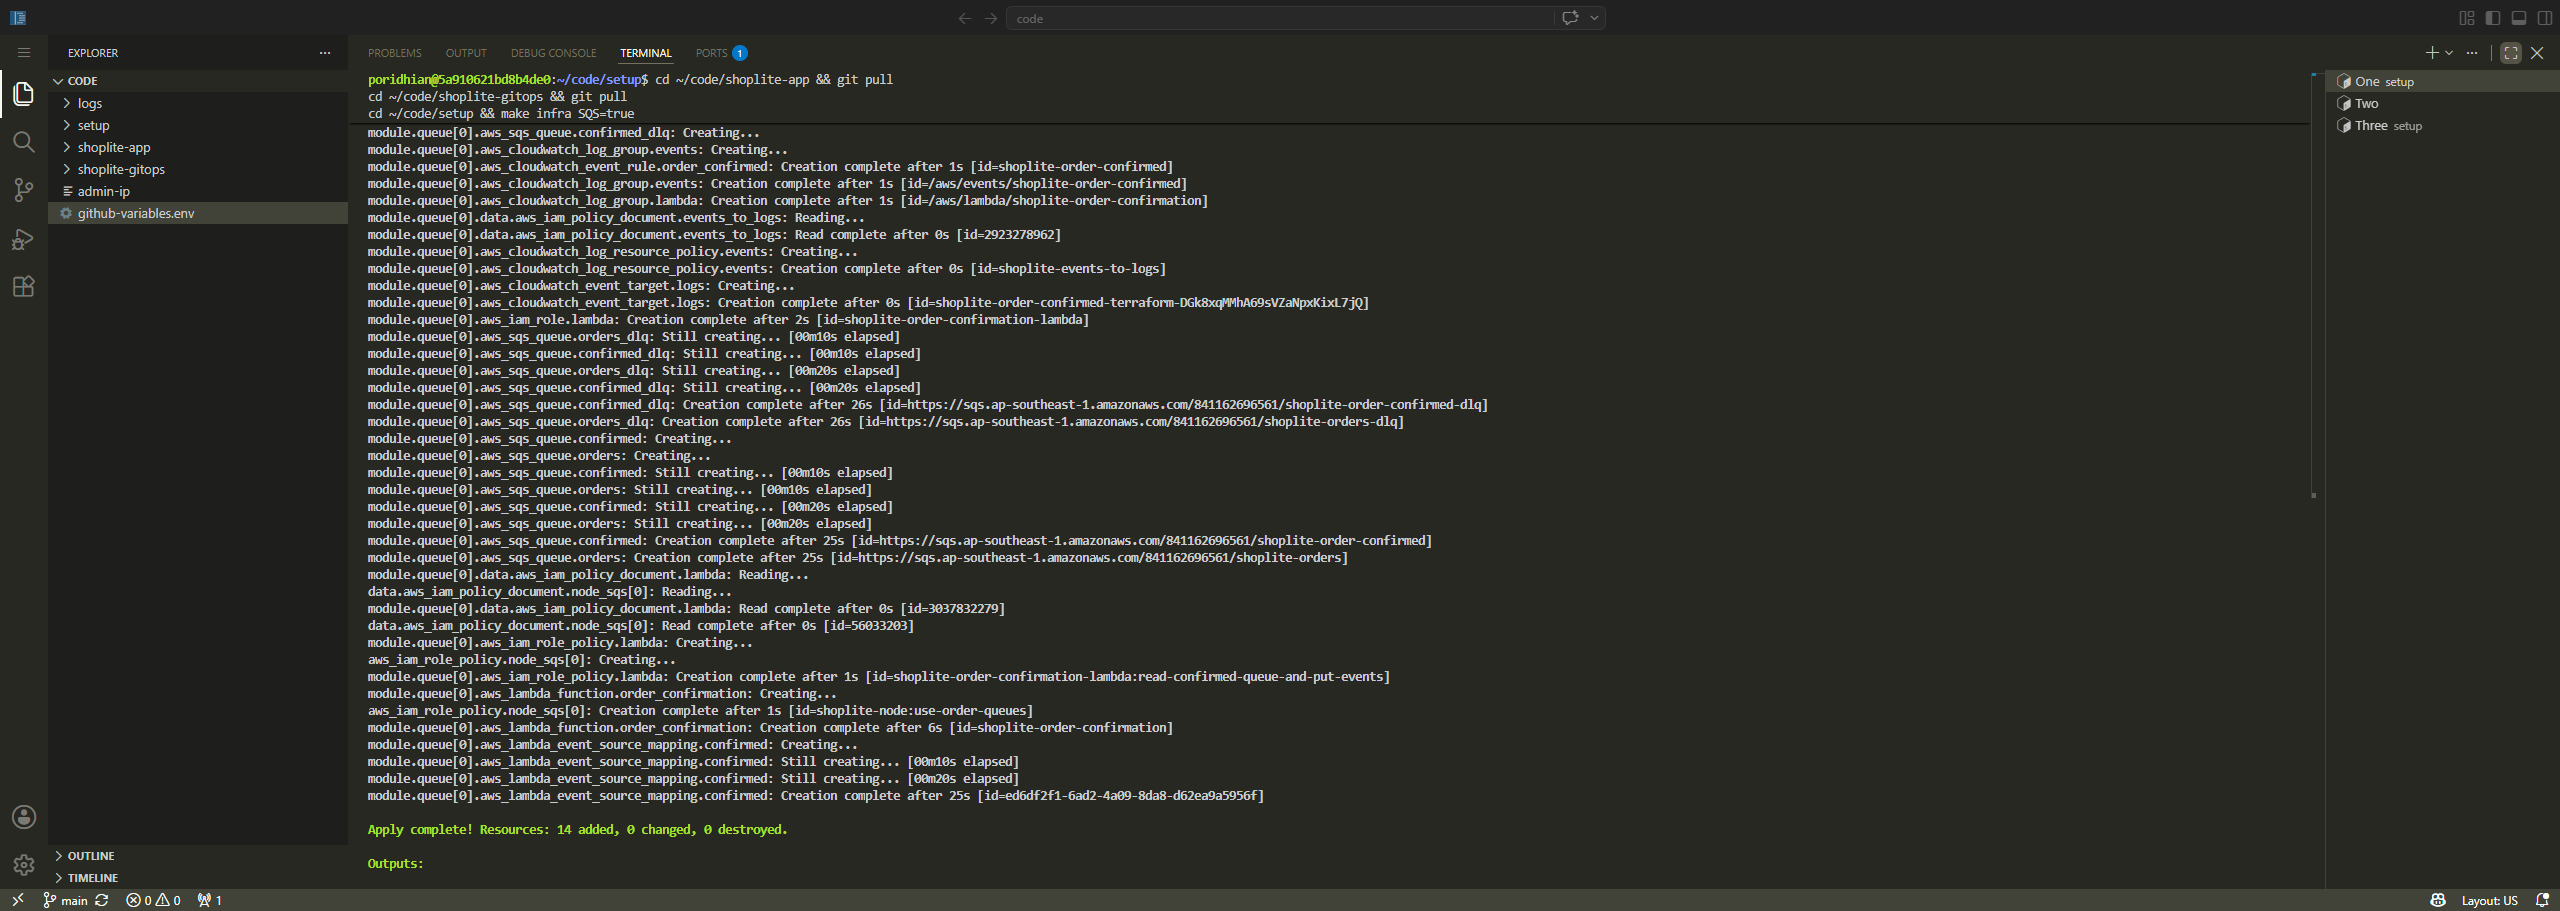 code
EXPLORER
CODE
logs
setup
shoplite-app
shoplite-gitops
admin-ip
github-variables.env
OUTLINE
TIMELINE
PROBLEMS
OUTPUT
DEBUG CONSOLE
TERMINAL
PORTS 1
poridhian@5a910621bd8b4de0:~/code/setup$ cd ~/code/shoplite-app && git pull
cd ~/code/shoplite-gitops && git pull
cd ~/code/setup && make infra SQS=true
module.queue[0].aws_sqs_queue.confirmed_dlq: Creating...
module.queue[0].aws_cloudwatch_log_group.events: Creating...
module.queue[0].aws_cloudwatch_event_rule.order_confirmed: Creation complete after 1s [id=shoplite-order-confirmed]
module.queue[0].aws_cloudwatch_log_group.events: Creation complete after 1s [id=/aws/events/shoplite-order-confirmed]
module.queue[0].aws_cloudwatch_log_group.lambda: Creation complete after 1s [id=/aws/lambda/shoplite-order-confirmation]
module.queue[0].data.aws_iam_policy_document.events_to_logs: Reading...
module.queue[0].data.aws_iam_policy_document.events_to_logs: Read complete after 0s [id=2923278962]
module.queue[0].aws_cloudwatch_log_resource_policy.events: Creating...
module.queue[0].aws_cloudwatch_log_resource_policy.events: Creation complete after 0s [id=shoplite-events-to-logs]
module.queue[0].aws_cloudwatch_event_target.logs: Creating...
module.queue[0].aws_cloudwatch_event_target.logs: Creation complete after 0s [id=shoplite-order-confirmed-terraform-DGk8xqMMhA69sVZaNpxKixL7jQ]
module.queue[0].aws_iam_role.lambda: Creation complete after 2s [id=shoplite-order-confirmation-lambda]
module.queue[0].aws_sqs_queue.orders_dlq: Still creating... [00m10s elapsed]
module.queue[0].aws_sqs_queue.confirmed_dlq: Still creating... [00m10s elapsed]
module.queue[0].aws_sqs_queue.orders_dlq: Still creating... [00m20s elapsed]
module.queue[0].aws_sqs_queue.confirmed_dlq: Still creating... [00m20s elapsed]
module.queue[0].aws_sqs_queue.confirmed_dlq: Creation complete after 26s [id=https://sqs.ap-southeast-1.amazonaws.com/841162696561/shoplite-order-confirmed-dlq]
module.queue[0].aws_sqs_queue.orders_dlq: Creation complete after 26s [id=https://sqs.ap-southeast-1.amazonaws.com/841162696561/shoplite-orders-dlq]
module.queue[0].aws_sqs_queue.confirmed: Creating...
module.queue[0].aws_sqs_queue.orders: Creating...
module.queue[0].aws_sqs_queue.confirmed: Still creating... [00m10s elapsed]
module.queue[0].aws_sqs_queue.orders: Still creating... [00m10s elapsed]
module.queue[0].aws_sqs_queue.confirmed: Still creating... [00m20s elapsed]
module.queue[0].aws_sqs_queue.orders: Still creating... [00m20s elapsed]
module.queue[0].aws_sqs_queue.confirmed: Creation complete after 25s [id=https://sqs.ap-southeast-1.amazonaws.com/841162696561/shoplite-order-confirmed]
module.queue[0].aws_sqs_queue.orders: Creation complete after 25s [id=https://sqs.ap-southeast-1.amazonaws.com/841162696561/shoplite-orders]
module.queue[0].data.aws_iam_policy_document.lambda: Reading...
data.aws_iam_policy_document.node_sqs[0]: Reading...
module.queue[0].data.aws_iam_policy_document.lambda: Read complete after 0s [id=3037832279]
data.aws_iam_policy_document.node_sqs[0]: Read complete after 0s [id=56033203]
module.queue[0].aws_iam_role_policy.lambda: Creating...
aws_iam_role_policy.node_sqs[0]: Creating...
module.queue[0].aws_iam_role_policy.lambda: Creation complete after 1s [id=shoplite-order-confirmation-lambda:read-confirmed-queue-and-put-events]
module.queue[0].aws_lambda_function.order_confirmation: Creating...
aws_iam_role_policy.node_sqs[0]: Creation complete after 1s [id=shoplite-node:use-order-queues]
module.queue[0].aws_lambda_function.order_confirmation: Creation complete after 6s [id=shoplite-order-confirmation]
module.queue[0].aws_lambda_event_source_mapping.confirmed: Creating...
module.queue[0].aws_lambda_event_source_mapping.confirmed: Still creating... [00m10s elapsed]
module.queue[0].aws_lambda_event_source_mapping.confirmed: Still creating... [00m20s elapsed]
module.queue[0].aws_lambda_event_source_mapping.confirmed: Creation complete after 25s [id=ed6df2f1-6ad2-4a09-8da8-d62ea9a5956f]
Apply complete! Resources: 14 added, 0 changed, 0 destroyed.
Outputs:
One setup
Two
Three setup
main 0 0 1
Layout: US